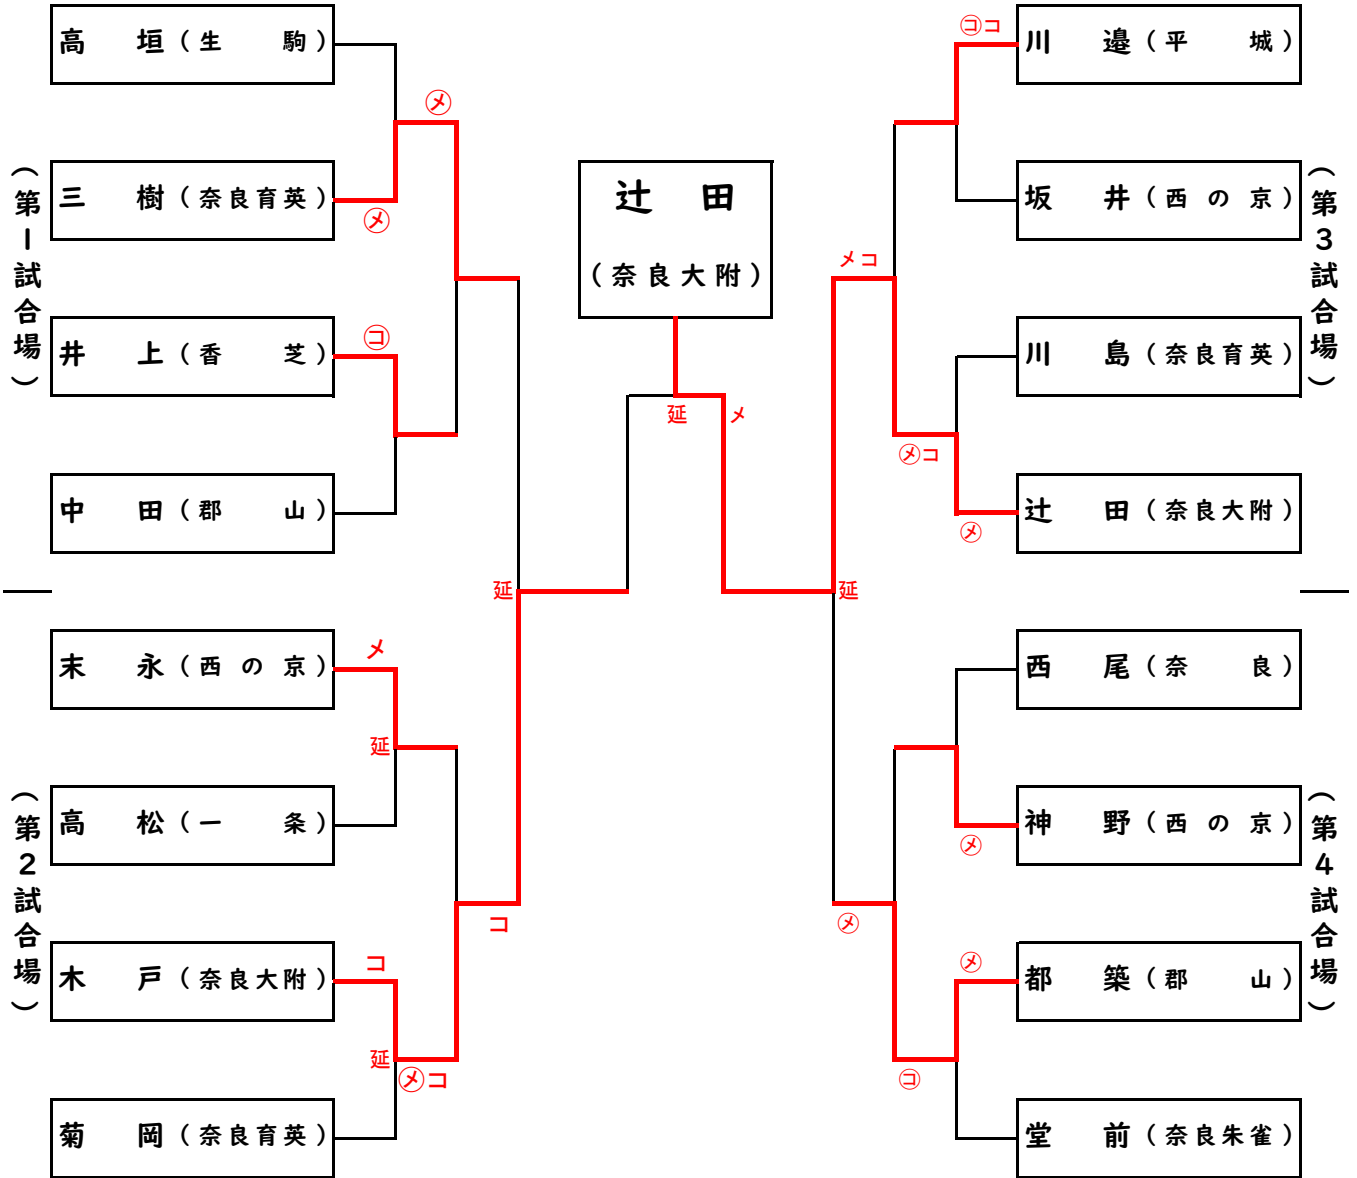 高垣（生駒）
㋱
三樹（奈良育英）
㋱
井上（香芝）
㋙
中田（郡山）
（第1試合場）
末永（西の京）
メ
延
高松（一条）
木戸（奈良大附）
コ
延
㋱コ
菊岡（奈良育英）
（第2試合場）
コ
延
辻田
（奈良大附）
延
メ
㋙コ
川邉（平城）
坂井（西の京）
メコ
川島（奈良育英）
㋱コ
辻田（奈良大附）
㋱
（第3試合場）
延
西尾（奈良）
神野（西の京）
㋱
㋱
㋱
都築（郡山）
㋙
堂前（奈良朱雀）
（第4試合場）